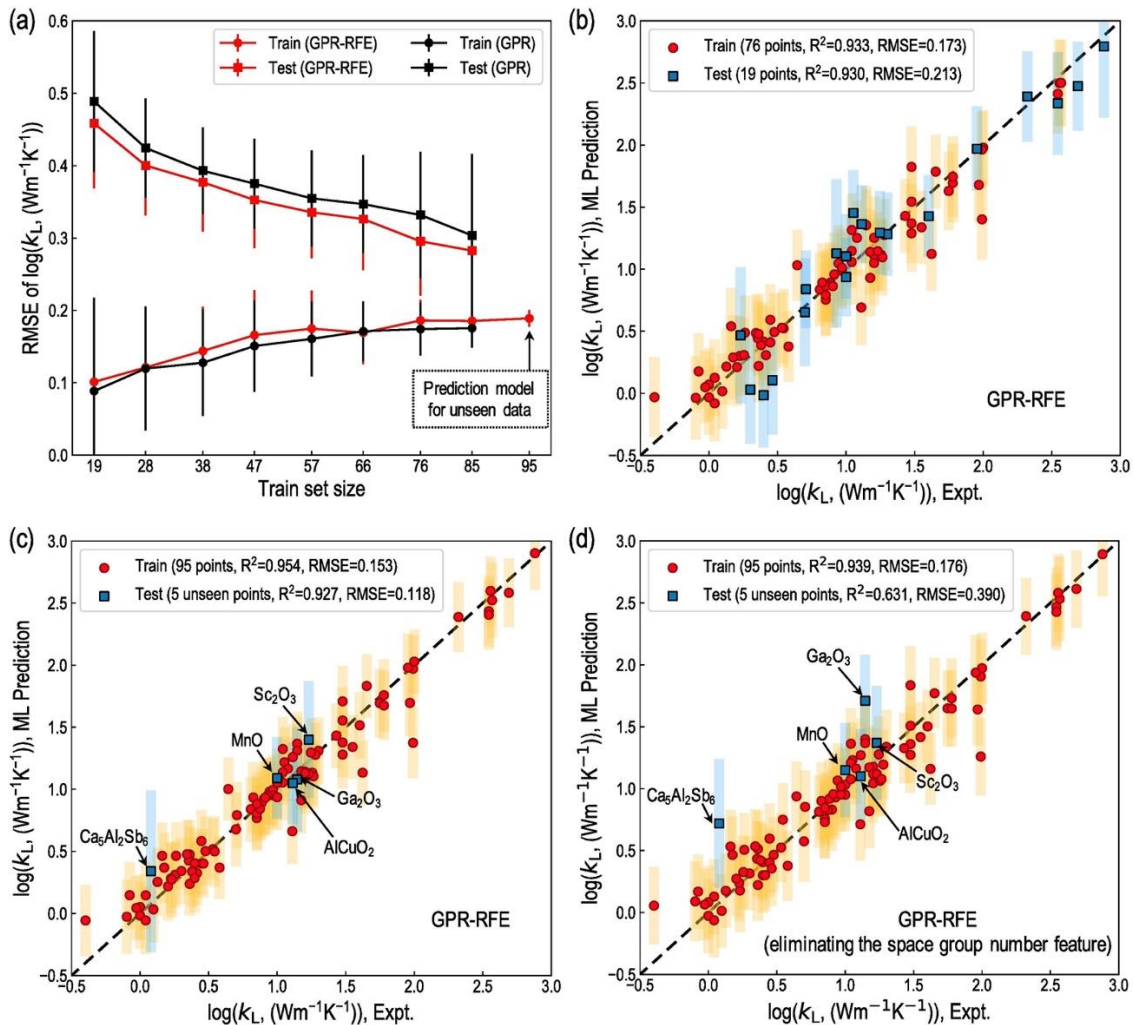 (a)
0.6
0.5
0.4
0.3
0.2
0.1
0.0
RMSE of log(kL, (Wm⁻¹K⁻¹))
Train (GPR-RFE)
Test (GPR-RFE)
Train (GPR)
Test (GPR)
Prediction model
for unseen data
19 28 38 47 57 66 76 85 95
Train set size
(b)
3.0
2.5
2.0
1.5
1.0
0.5
0.0
−0.5
log(kL, (Wm⁻¹K⁻¹)), ML Prediction
Train (76 points, R²=0.933, RMSE=0.173)
Test (19 points, R²=0.930, RMSE=0.213)
GPR-RFE
−0.5 0.0 0.5 1.0 1.5 2.0 2.5 3.0
log(kL, (Wm⁻¹K⁻¹)), Expt.
(c)
3.0
2.5
2.0
1.5
1.0
0.5
0.0
−0.5
log(kL, (Wm⁻¹K⁻¹)), ML Prediction
Train (95 points, R²=0.954, RMSE=0.153)
Test (5 unseen points, R²=0.927, RMSE=0.118)
Sc₂O₃
MnO
Ga₂O₃
AlCuO₂
Ca₅Al₂Sb₆
GPR-RFE
−0.5 0.0 0.5 1.0 1.5 2.0 2.5 3.0
log(kL, (Wm⁻¹K⁻¹)), Expt.
(d)
3.0
2.5
2.0
1.5
1.0
0.5
0.0
−0.5
log(kL, (Wm⁻¹K⁻¹)), ML Prediction
Train (95 points, R²=0.939, RMSE=0.176)
Test (5 unseen points, R²=0.631, RMSE=0.390)
Ga₂O₃
MnO
Sc₂O₃
Ca₅Al₂Sb₆
AlCuO₂
GPR-RFE
(eliminating the space group number feature)
−0.5 0.0 0.5 1.0 1.5 2.0 2.5 3.0
log(kL, (Wm⁻¹K⁻¹)), Expt.